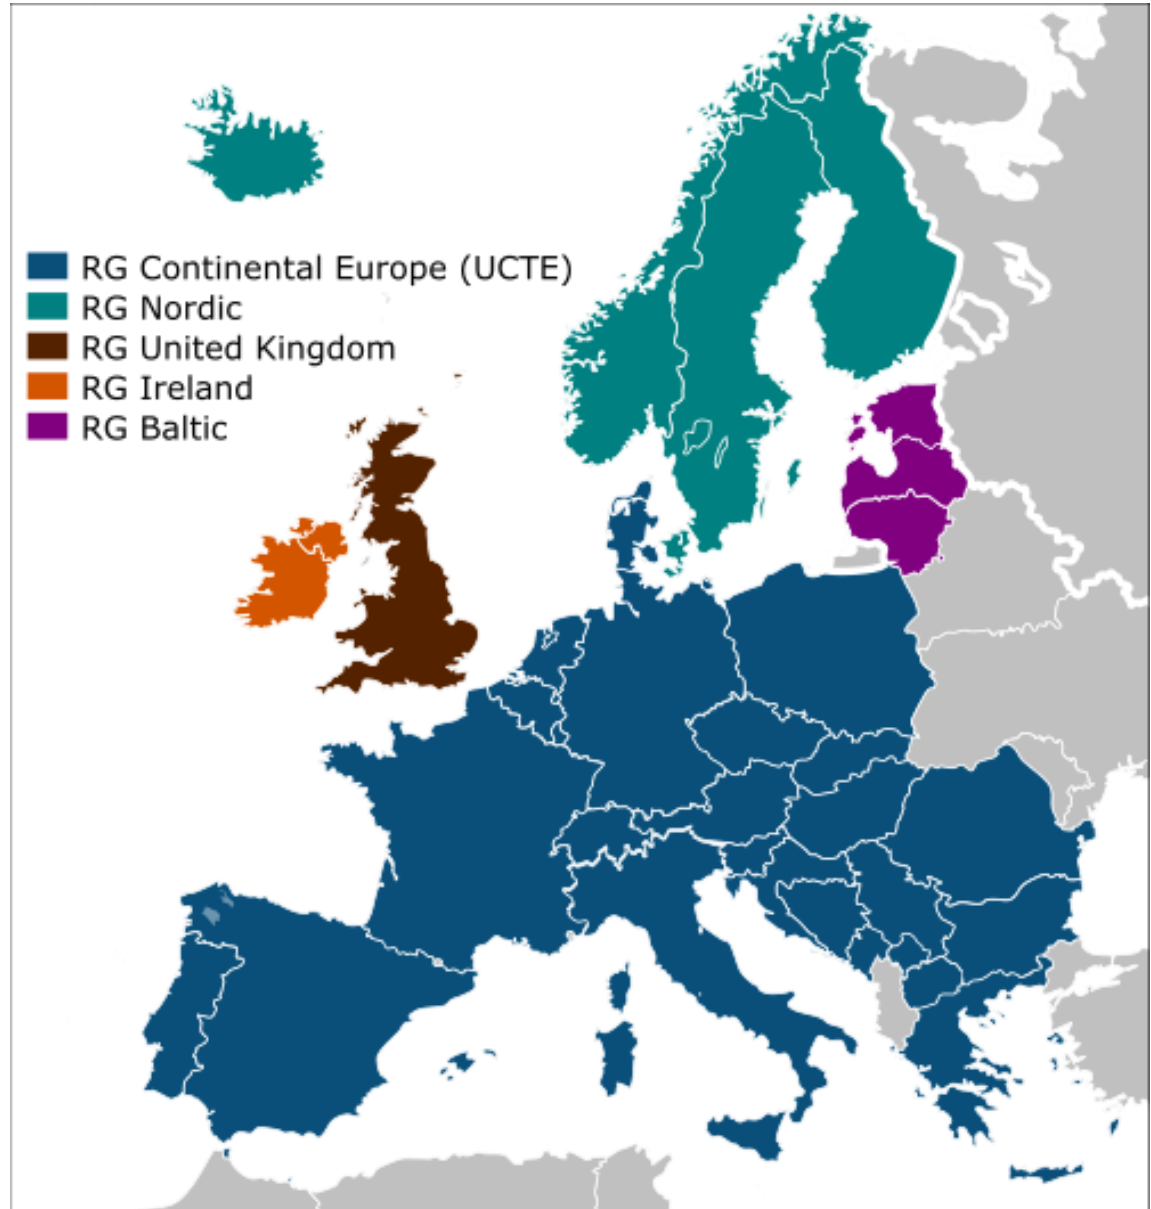 RG Continental Europe (UCTE)
RG Nordic
RG United Kingdom
RG Ireland
RG Baltic